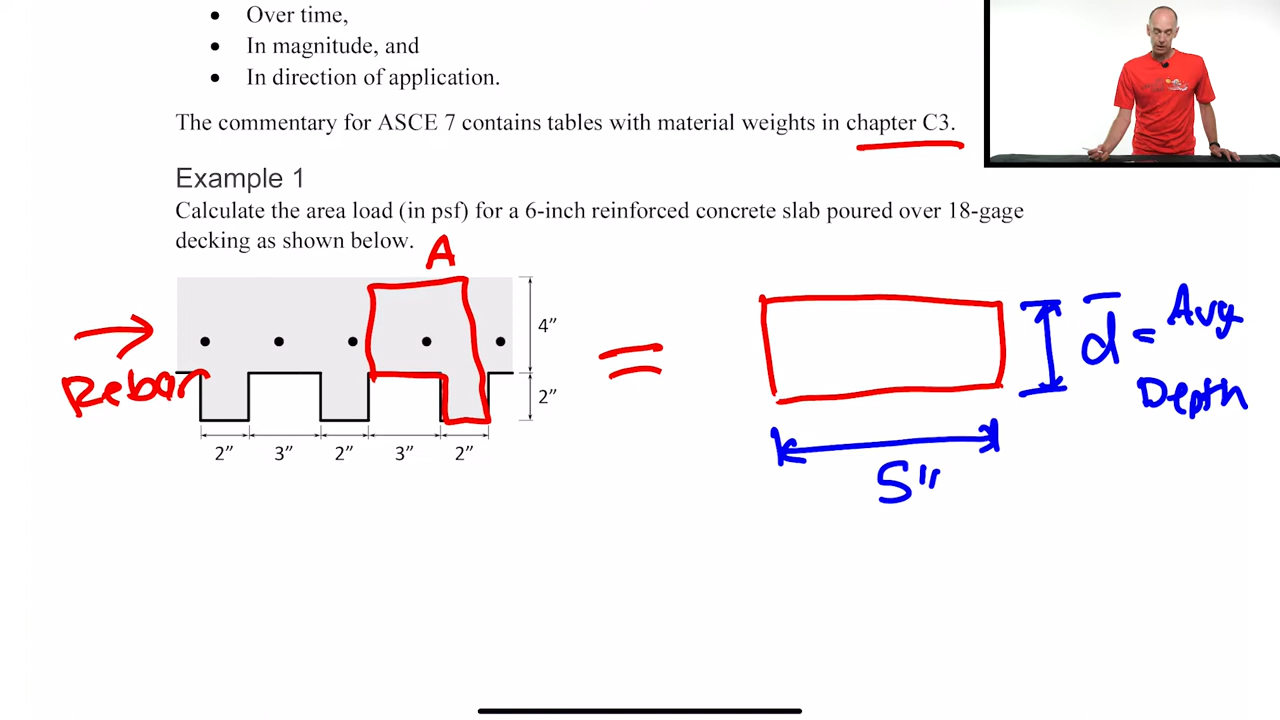 • Over time,
• In magnitude, and
• In direction of application.
The commentary for ASCE 7 contains tables with material weights in chapter C3.
Example 1
Calculate the area load (in psf) for a 6-inch reinforced concrete slab poured over 18-gage
decking as shown below.
A
4”
2”
Rebar
2” 3” 2” 3” 2”
=
d̅ = Avg
Depth
5"